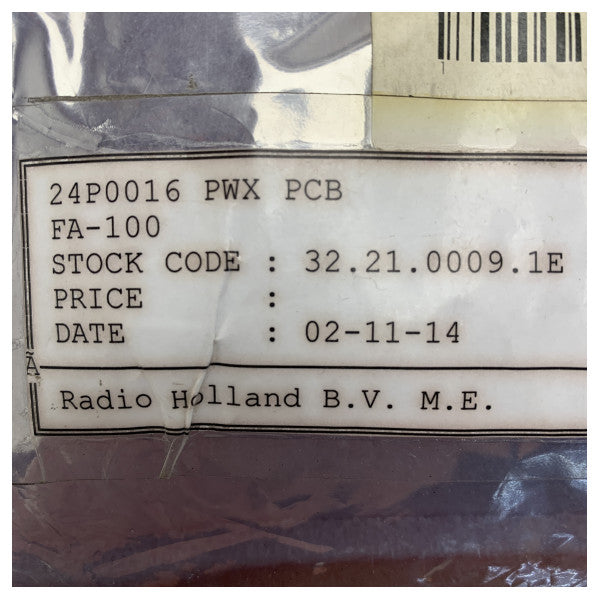 24P0016 PWX PCB
FA-100
STOCK CODE : 32.21.0009.1E
PRICE :
DATE : 02-11-14
Ã
Radio Holland B.V. M.E.